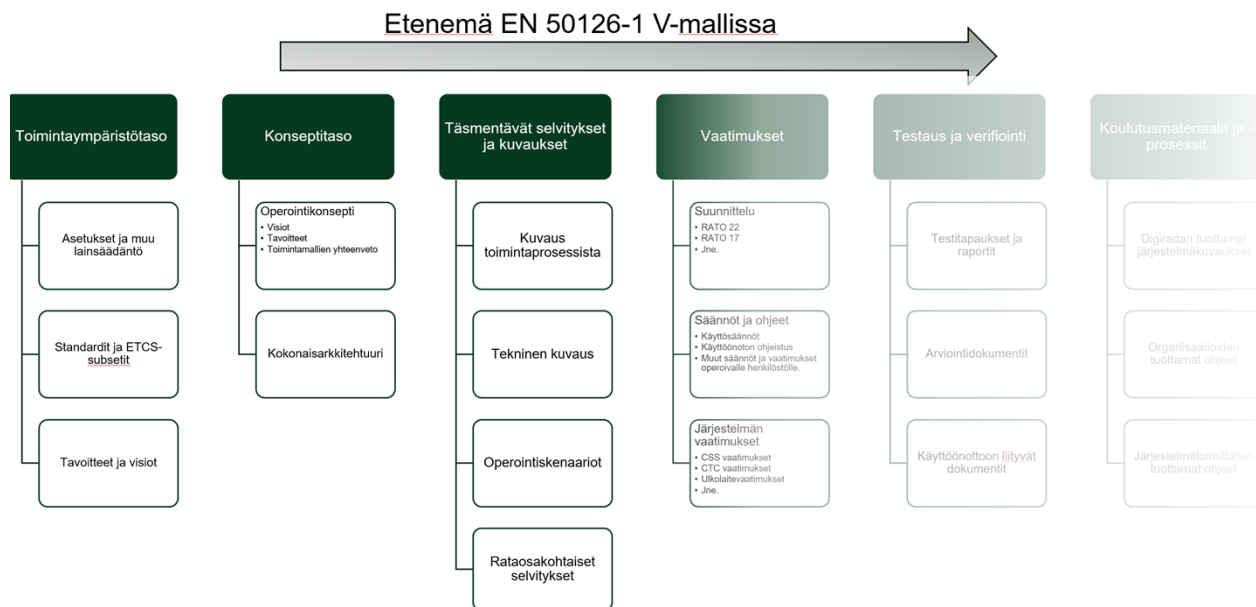 Etenemä EN 50126-1 V-mallissa
Toimintaympäristötaso
Asetukset ja muu
lainsäädäntö
Standardit ja ETCS-
subsetit
Tavoitteet ja visiot
Konseptitaso
Operointikonsepti
• Visiot
• Tavoitteet
• Toimintamallien yhteenveto
Kokonaisarkkitehtuuri
Täsmentävät selvitykset
ja kuvaukset
Kuvaus
toimintaprosessista
Tekninen kuvaus
Operointiskenaariot
Rataosakohtaiset
selvitykset
Vaatimukset
Suunnittelu
• RATO 22
• RATO 17
• Jne.
Säännöt ja ohjeet
• Käyttösäännöt
• Käyttöönoton ohjeistus
• Muut säännöt ja vaatimukset
operoivalle henkilöstölle.
Järjestelmän
vaatimukset
• CSS vaatimukset
• CTC vaatimukset
• Ulkolaitevaatimukset
• Jne.
Testaus ja verifiointi
Testitapaukset ja
raportit
Arviointidokumentit
Käyttöönottoon liityvät
dokumentit
Koulutusmateriaalit ja -
prosessit
Digiradan tuottamat
järjestelmäkuvaukset
Organisaatioiden
tuottamat ohjeet
Järjestelmätoimittajien
tuottamat ohjeet